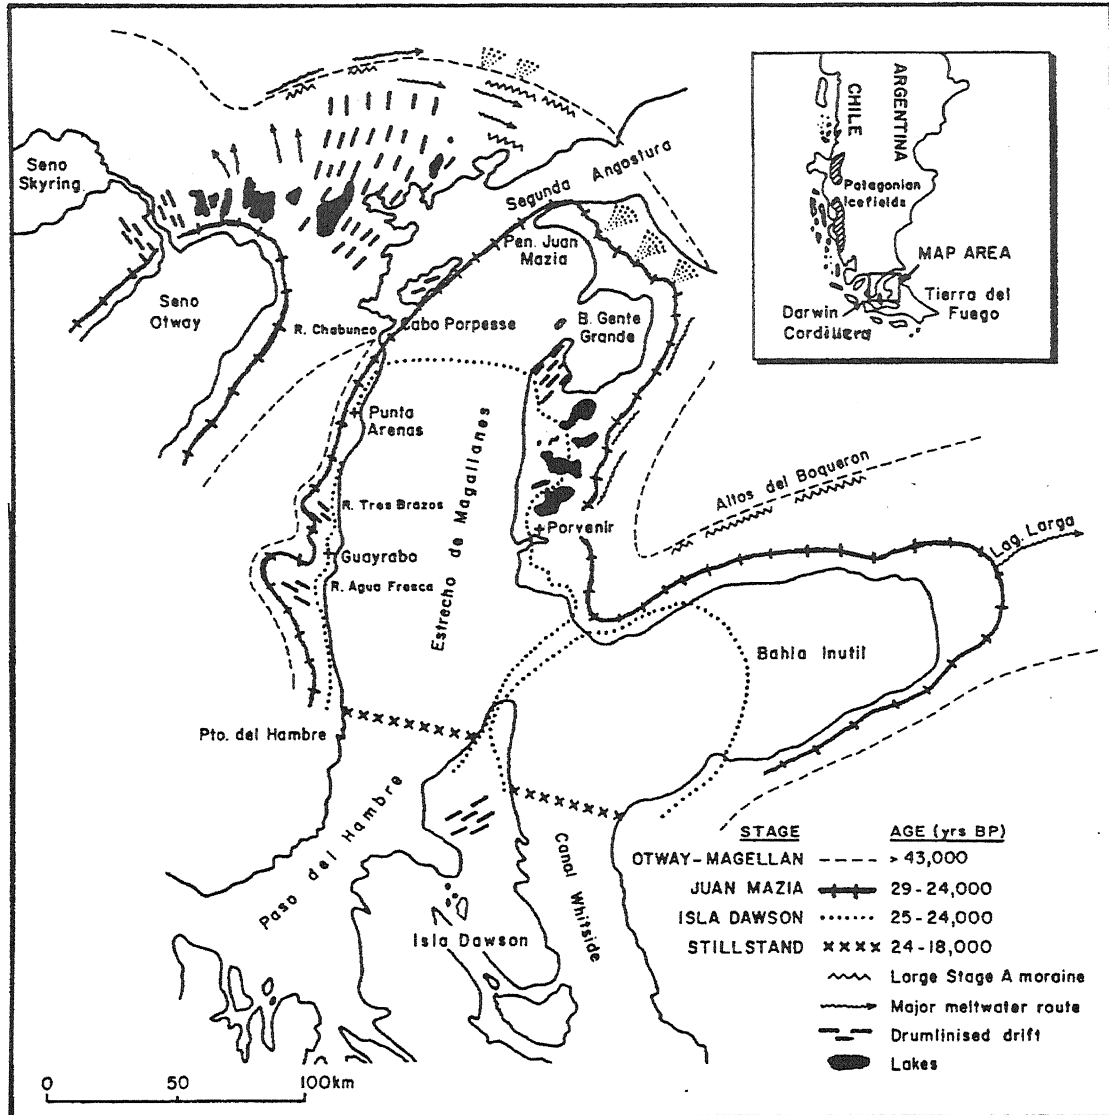 Seno
Skyring
Seno
Otway
R. Chabunco
Segunda Angostura
Pen. Juan
Mazia
Cabo Porpesse
B. Gente
Grande
CHILE
ARGENTINA
Patagonian
Icefields
MAP AREA
Darwin
Cordillera
Tierra del
Fuego
Punta
Arenas
R. Tres Brazos
Guayrabo
R. Agua Fresca
Estrecho de Magallanes
Porvenir
Altos del Boqueron
Lag. Larga
Bahia Inutil
Pto. del Hambre
Paso del Hambre
Isla Dawson
Canal Whitside
STAGE AGE (yrs BP)
OTWAY-MAGELLAN > 43,000
JUAN MAZIA 29-24,000
ISLA DAWSON 25-24,000
STILLSTAND 24-18,000
Large Stage A moraine
Major meltwater route
Drumlinised drift
Lakes
0 50 100km